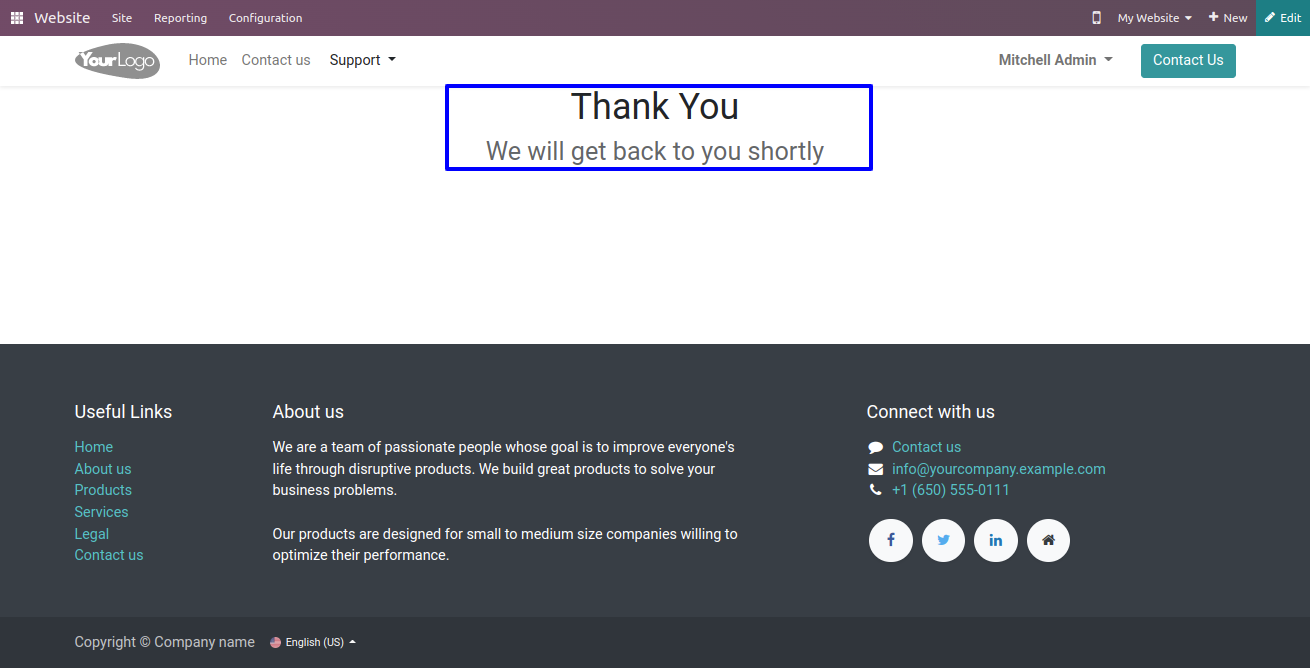 Website Site Reporting Configuration My Website New Edit
YourLogo Home Contact us Support Mitchell Admin Contact Us
Thank You
We will get back to you shortly
Useful Links
Home
About us
Products
Services
Legal
Contact us
About us
We are a team of passionate people whose goal is to improve everyone's
life through disruptive products. We build great products to solve your
business problems.
Our products are designed for small to medium size companies willing to
optimize their performance.
Connect with us
Contact us
info@yourcompany.example.com
+1 (650) 555-0111
Copyright © Company name English (US)